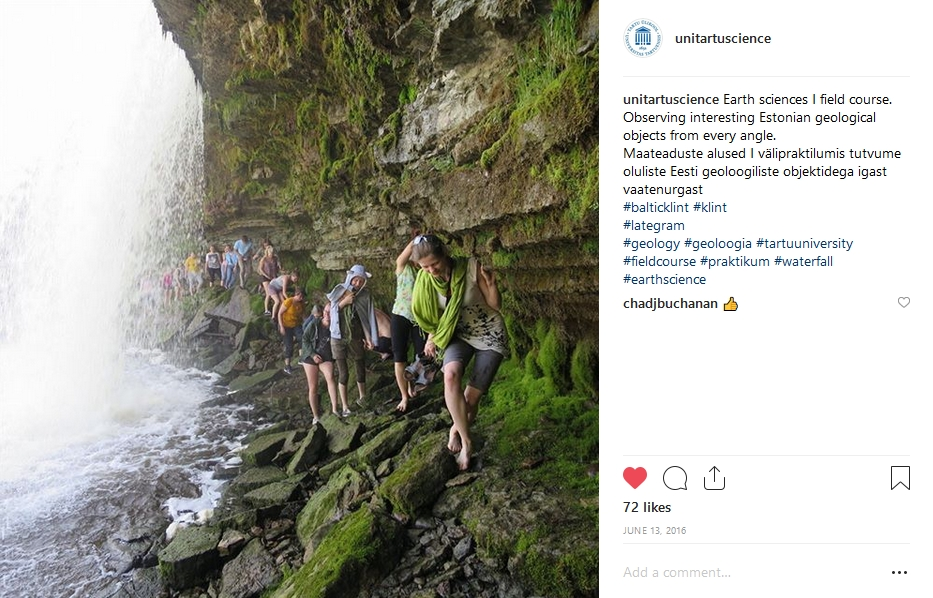 unitartuscience
unitartuscience Earth sciences I field course.
Observing interesting Estonian geological
objects from every angle.
Maateaduste alused I välipraktilumis tutvume
oluliste Eesti geoloogiliste objektidega igast
vaatenurgast
#balticklint #klint
#lategram
#geology #geoloogia #tartuuniversity
#fieldcourse #praktikum #waterfall
#earthscience
chadjbuchanan 👍
72 likes
JUNE 13, 2016
Add a comment...